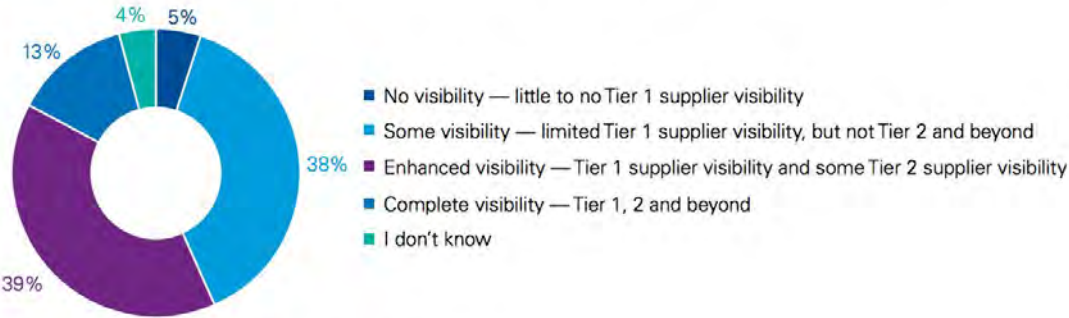 4%
5%
13%
38%
39%
No visibility — little to no Tier 1 supplier visibility
Some visibility — limited Tier 1 supplier visibility, but not Tier 2 and beyond
Enhanced visibility — Tier 1 supplier visibility and some Tier 2 supplier visibility
Complete visibility — Tier 1, 2 and beyond
I don't know